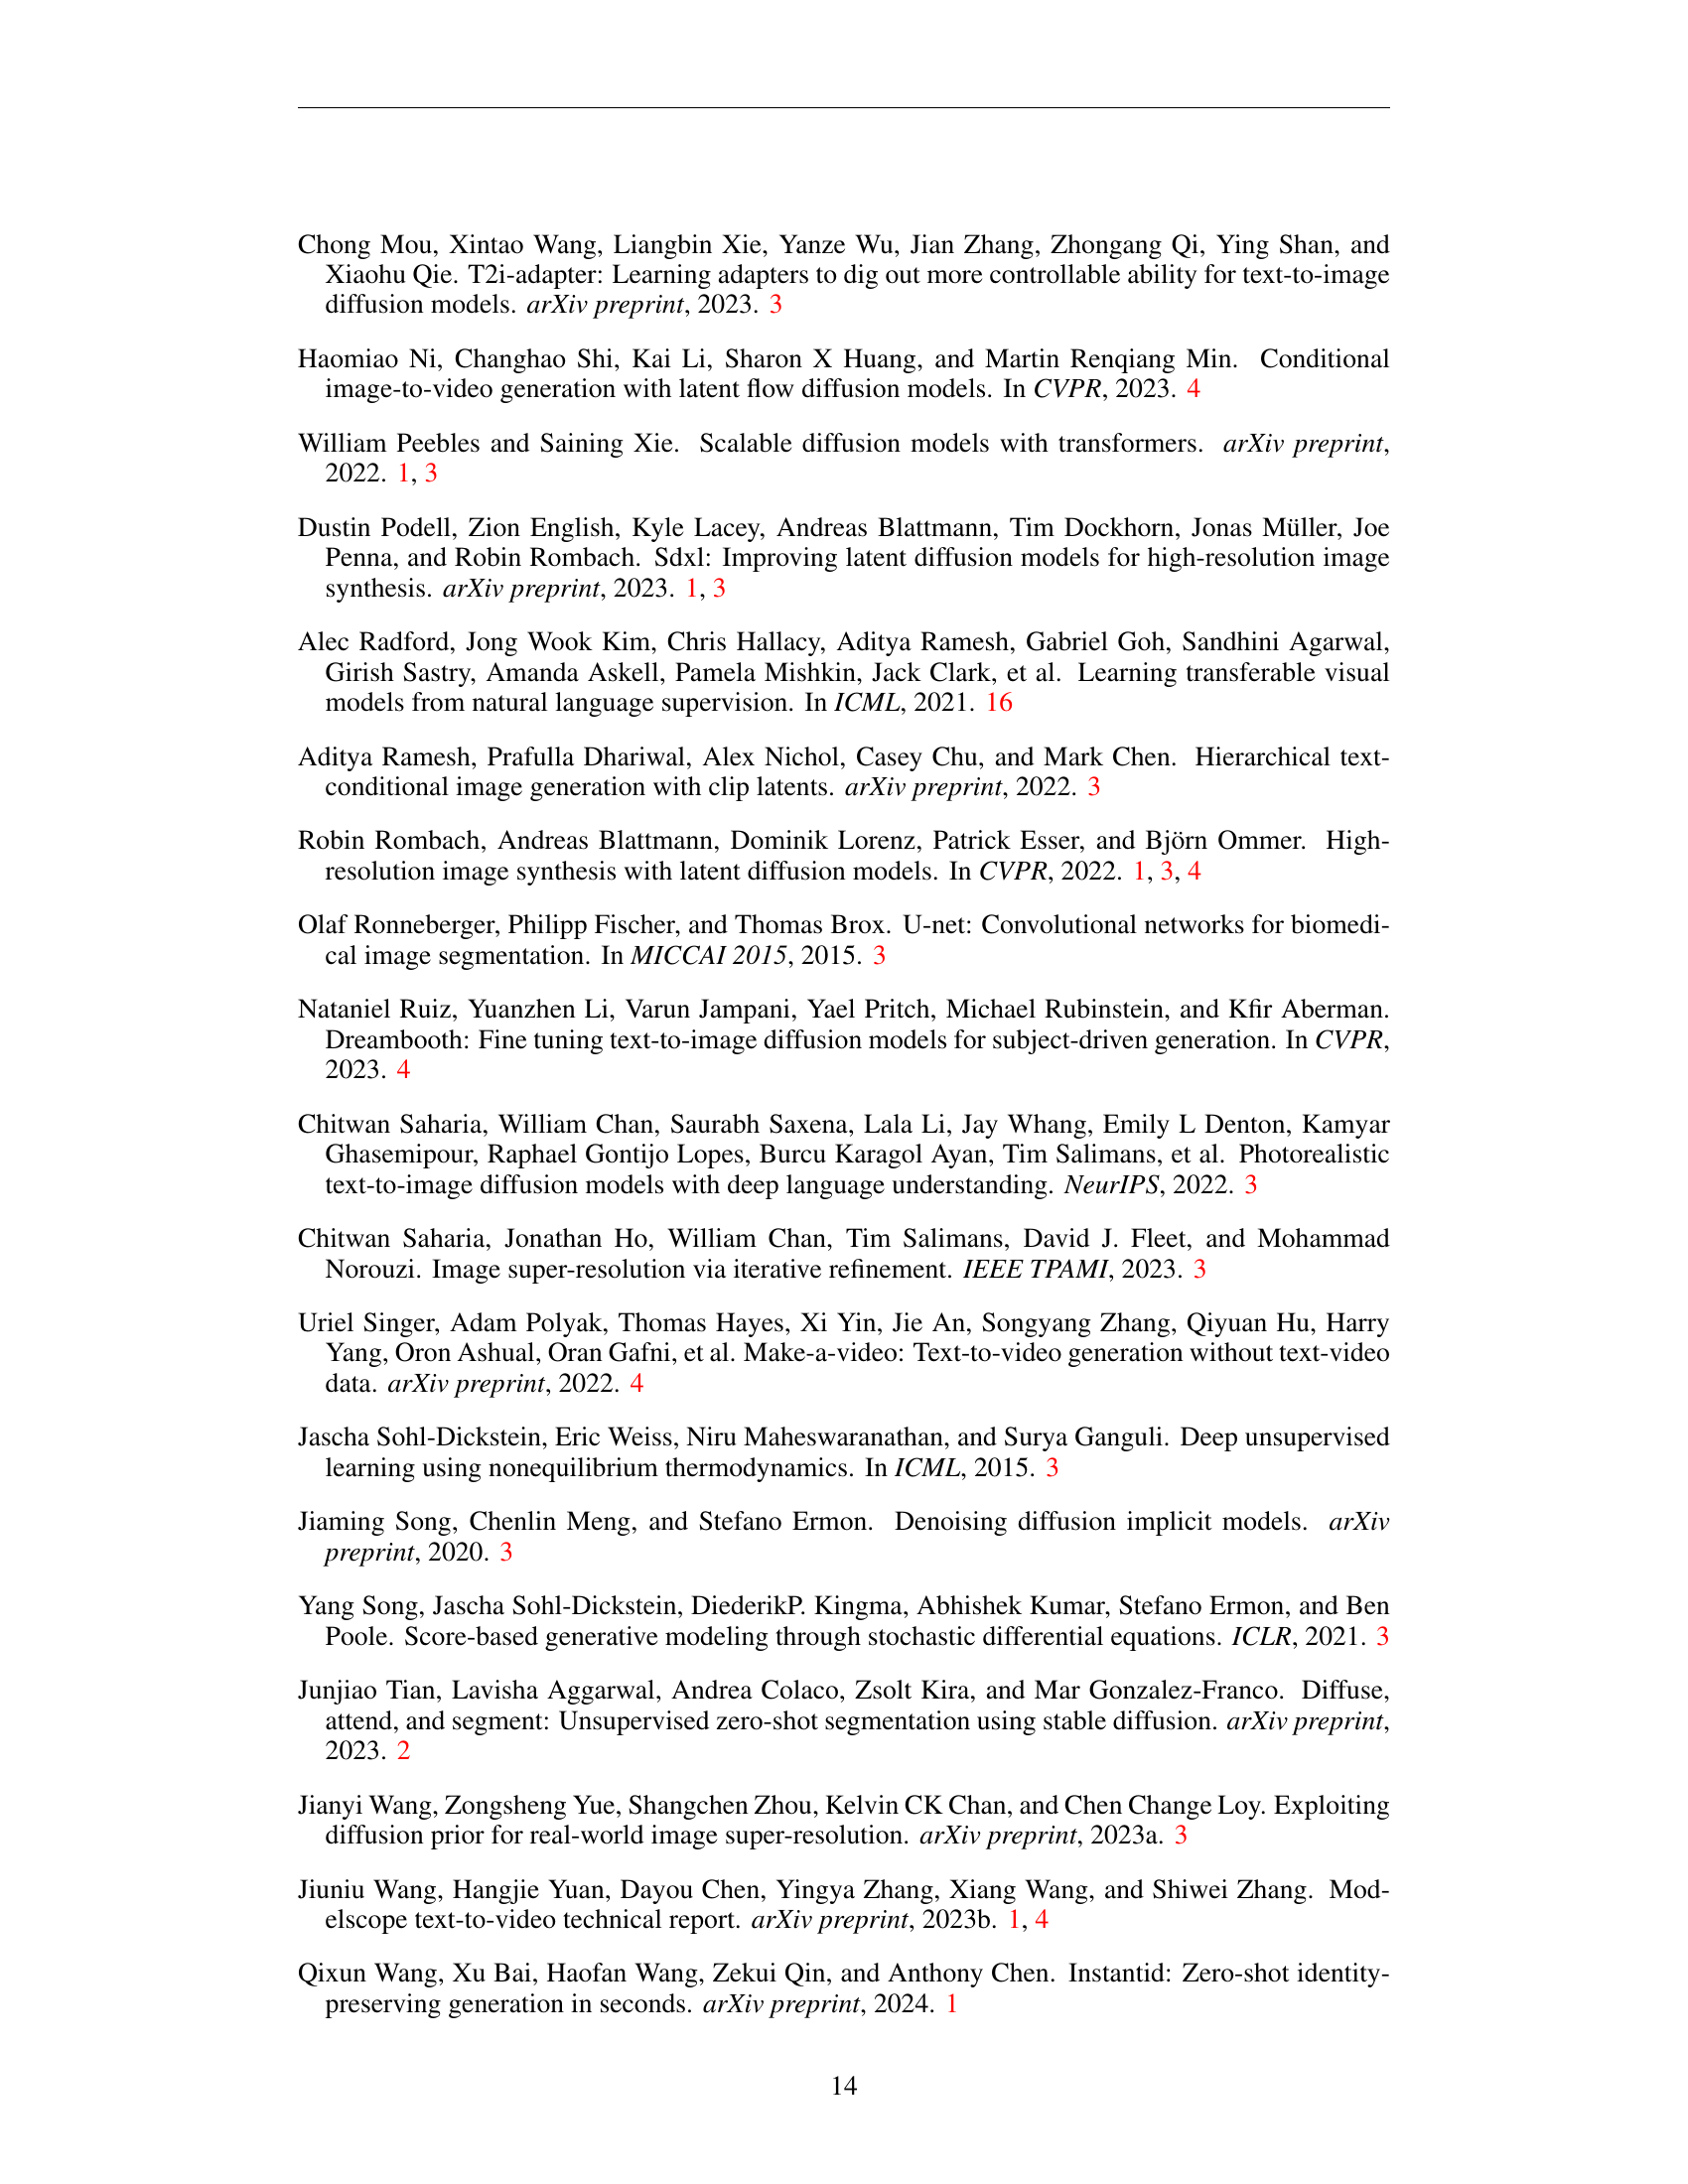 Chong Mou, Xintao Wang, Liangbin Xie, Yanze Wu, Jian Zhang, Zhongang Qi, Ying Shan, and
Xiaohu Qie. T2i-adapter: Learning adapters to dig out more controllable ability for text-to-image
diffusion models. arXiv preprint, 2023. 3
Haomiao Ni, Changhao Shi, Kai Li, Sharon X Huang, and Martin Renqiang Min. Conditional
image-to-video generation with latent flow diffusion models. In CVPR, 2023. 4
William Peebles and Saining Xie. Scalable diffusion models with transformers. arXiv preprint,
2022. 1, 3
Dustin Podell, Zion English, Kyle Lacey, Andreas Blattmann, Tim Dockhorn, Jonas Müller, Joe
Penna, and Robin Rombach. Sdxl: Improving latent diffusion models for high-resolution image
synthesis. arXiv preprint, 2023. 1, 3
Alec Radford, Jong Wook Kim, Chris Hallacy, Aditya Ramesh, Gabriel Goh, Sandhini Agarwal,
Girish Sastry, Amanda Askell, Pamela Mishkin, Jack Clark, et al. Learning transferable visual
models from natural language supervision. In ICML, 2021. 16
Aditya Ramesh, Prafulla Dhariwal, Alex Nichol, Casey Chu, and Mark Chen. Hierarchical text-
conditional image generation with clip latents. arXiv preprint, 2022. 3
Robin Rombach, Andreas Blattmann, Dominik Lorenz, Patrick Esser, and Björn Ommer. High-
resolution image synthesis with latent diffusion models. In CVPR, 2022. 1, 3, 4
Olaf Ronneberger, Philipp Fischer, and Thomas Brox. U-net: Convolutional networks for biomedi-
cal image segmentation. In MICCAI 2015, 2015. 3
Nataniel Ruiz, Yuanzhen Li, Varun Jampani, Yael Pritch, Michael Rubinstein, and Kfir Aberman.
Dreambooth: Fine tuning text-to-image diffusion models for subject-driven generation. In CVPR,
2023. 4
Chitwan Saharia, William Chan, Saurabh Saxena, Lala Li, Jay Whang, Emily L Denton, Kamyar
Ghasemipour, Raphael Gontijo Lopes, Burcu Karagol Ayan, Tim Salimans, et al. Photorealistic
text-to-image diffusion models with deep language understanding. NeurIPS, 2022. 3
Chitwan Saharia, Jonathan Ho, William Chan, Tim Salimans, David J. Fleet, and Mohammad
Norouzi. Image super-resolution via iterative refinement. IEEE TPAMI, 2023. 3
Uriel Singer, Adam Polyak, Thomas Hayes, Xi Yin, Jie An, Songyang Zhang, Qiyuan Hu, Harry
Yang, Oron Ashual, Oran Gafni, et al. Make-a-video: Text-to-video generation without text-video
data. arXiv preprint, 2022. 4
Jascha Sohl-Dickstein, Eric Weiss, Niru Maheswaranathan, and Surya Ganguli. Deep unsupervised
learning using nonequilibrium thermodynamics. In ICML, 2015. 3
Jiaming Song, Chenlin Meng, and Stefano Ermon. Denoising diffusion implicit models. arXiv
preprint, 2020. 3
Yang Song, Jascha Sohl-Dickstein, DiederikP. Kingma, Abhishek Kumar, Stefano Ermon, and Ben
Poole. Score-based generative modeling through stochastic differential equations. ICLR, 2021. 3
Junjiao Tian, Lavisha Aggarwal, Andrea Colaco, Zsolt Kira, and Mar Gonzalez-Franco. Diffuse,
attend, and segment: Unsupervised zero-shot segmentation using stable diffusion. arXiv preprint,
2023. 2
Jianyi Wang, Zongsheng Yue, Shangchen Zhou, Kelvin CK Chan, and Chen Change Loy. Exploiting
diffusion prior for real-world image super-resolution. arXiv preprint, 2023a. 3
Jiuniu Wang, Hangjie Yuan, Dayou Chen, Yingya Zhang, Xiang Wang, and Shiwei Zhang. Mod-
elscope text-to-video technical report. arXiv preprint, 2023b. 1, 4
Qixun Wang, Xu Bai, Haofan Wang, Zekui Qin, and Anthony Chen. Instantid: Zero-shot identity-
preserving generation in seconds. arXiv preprint, 2024. 1
14